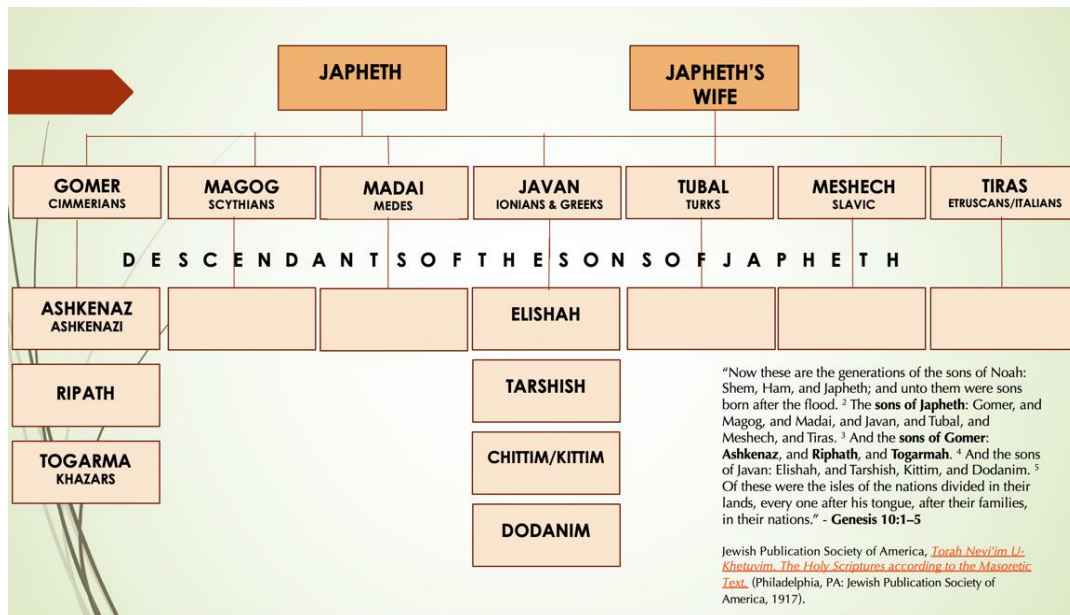 JAPHETH
JAPHETH'S
WIFE
GOMER
CIMMERIANS
MAGOG
SCYTHIANS
MADAI
MEDES
JAVAN
IONIANS & GREEKS
TUBAL
TURKS
MESHECH
SLAVIC
TIRAS
ETRUSCANS/ITALIANS
D E S C E N D A N T S O F T H E S O N S O F J A P H E T H
ASHKENAZ
ASHKENAZI
RIPATH
TOGARMA
KHAZARS
ELISHAH
TARSHISH
CHITTIM/KITTIM
DODANIM
"Now these are the generations of the sons of Noah:
Shem, Ham, and Japheth; and unto them were sons
born after the flood. ² The sons of Japheth: Gomer, and
Magog, and Madai, and Javan, and Tubal, and
Meshech, and Tiras. ³ And the sons of Gomer:
Ashkenaz, and Riphath, and Togarmah. ⁴ And the sons
of Javan: Elishah, and Tarshish, Kittim, and Dodanim. ⁵
Of these were the isles of the nations divided in their
lands, every one after his tongue, after their families,
in their nations." - Genesis 10:1–5
Jewish Publication Society of America, Torah Nevi'im U-
Khetuvim. The Holy Scriptures according to the Masoretic
Text. (Philadelphia, PA: Jewish Publication Society of
America, 1917).